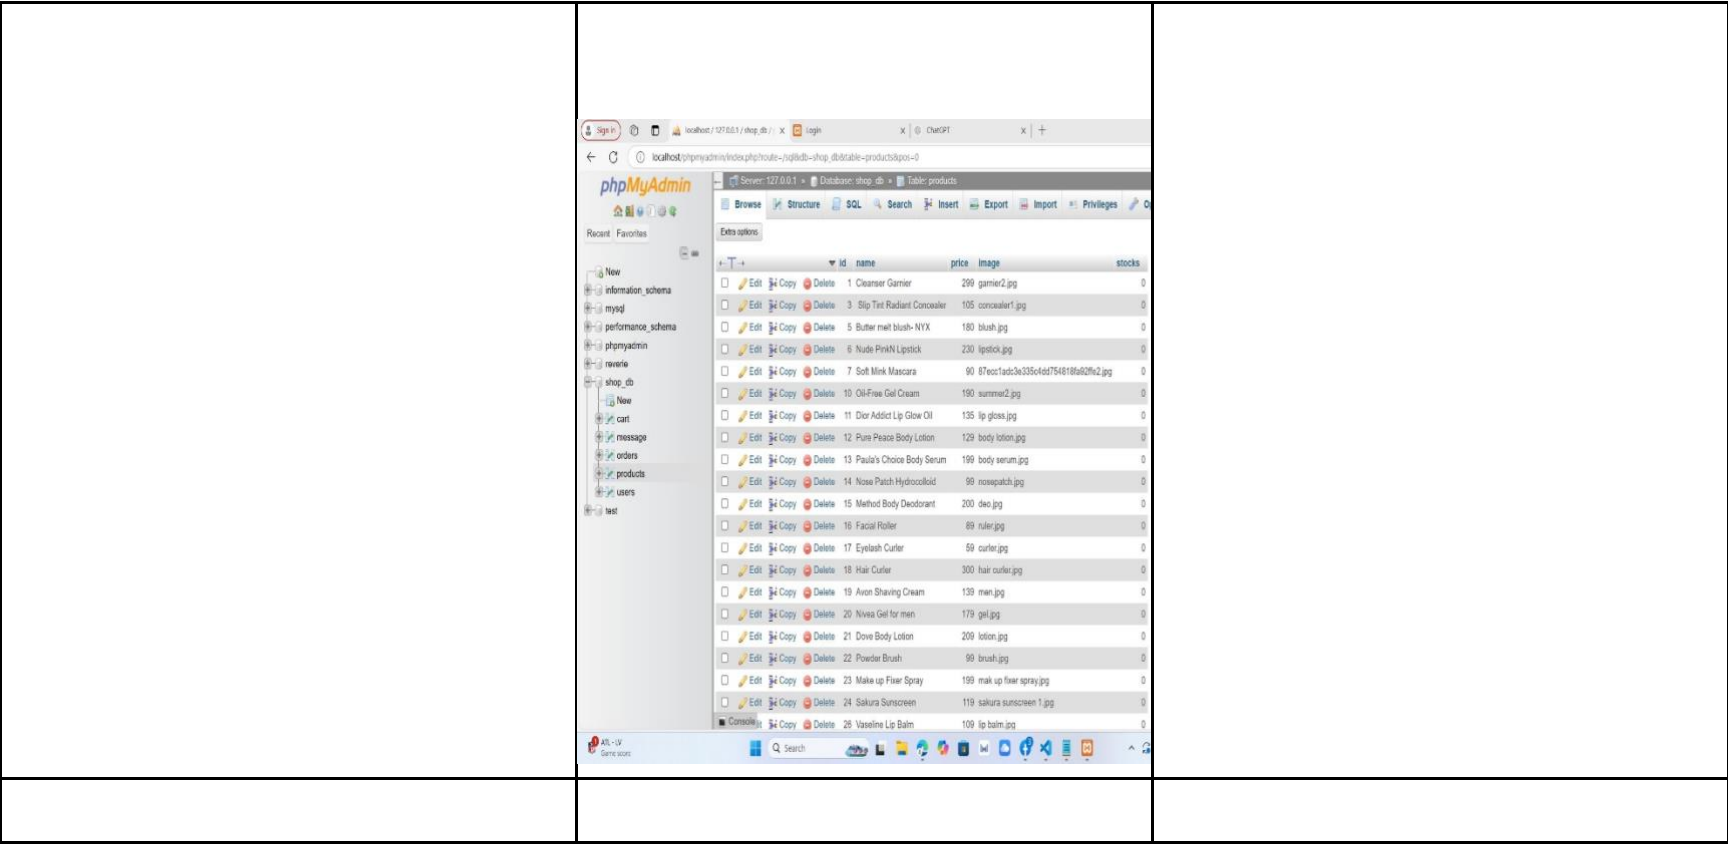 Sign in localhost / 127.0.0.1 / shop_db / x Login x ChatGPT x +
localhost/phpmyadmin/index.php?route=/sql&db=shop_db&table=products&pos=0
phpMyAdmin
Recent Favorites
New
information_schema
mysql
performance_schema
phpmyadmin
reverie
shop_db
New
cart
message
orders
products
users
test
Server: 127.0.0.1 » Database: shop_db » Table: products
Browse Structure SQL Search Insert Export Import Privileges
Extra options
id name price image stocks
Edit Copy Delete 1 Cleanser Garnier 299 garnier2.jpg 0
Edit Copy Delete 3 Slip Tint Radiant Concealer 105 concealer1.jpg 0
Edit Copy Delete 5 Butter melt blush- NYX 180 blush.jpg 0
Edit Copy Delete 6 Nude PinkN Lipstick 230 lipstick.jpg 0
Edit Copy Delete 7 Soft Mink Mascara 90 0
Edit Copy Delete 10 Oil-Free Gel Cream 190 summer2.jpg 0
Edit Copy Delete 11 Dior Addict Lip Glow Oil 135 lip gloss.jpg 0
Edit Copy Delete 12 Pure Peace Body Lotion 129 body lotion.jpg 0
Edit Copy Delete 13 Paula's Choice Body Serum 199 body serum.jpg 0
Edit Copy Delete 14 Nose Patch Hydrocolloid 99 nosepatch.jpg 0
Edit Copy Delete 15 Method Body Deodorant 200 deo.jpg 0
Edit Copy Delete 16 Facial Roller 89 ruler.jpg 0
Edit Copy Delete 17 Eyelash Curler 59 curler.jpg 0
Edit Copy Delete 18 Hair Curler 300 hair curler.jpg 0
Edit Copy Delete 19 Avon Shaving Cream 139 men.jpg 0
Edit Copy Delete 20 Nivea Gel for men 179 gel.jpg 0
Edit Copy Delete 21 Dove Body Lotion 209 lotion.jpg 0
Edit Copy Delete 22 Powder Brush 99 brush.jpg 0
Edit Copy Delete 23 Make up Fixer Spray 199 mak up fixer spray.jpg 0
Edit Copy Delete 24 Sakura Sunscreen 119 sakura sunscreen 1.jpg 0
Console Copy Delete 26 Vaseline Lip Balm 109 lip balm.jpg 0
ATL - LV
Game score
Search